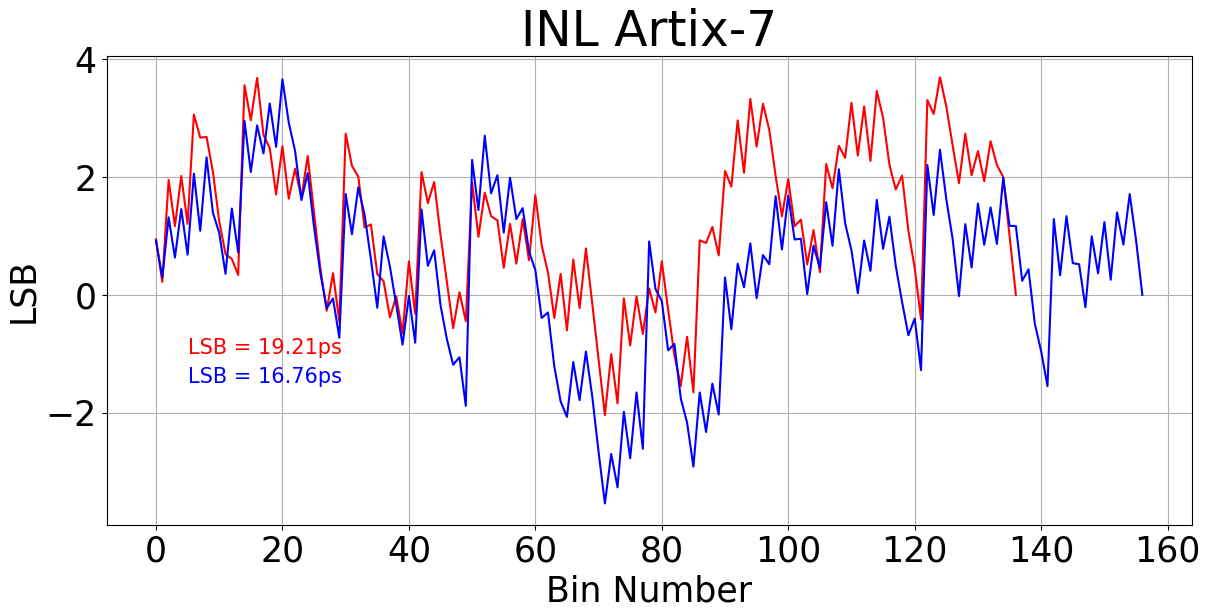 INL Artix-7
4
2
0
−2
LSB
LSB = 19.21ps
LSB = 16.76ps
0 20 40 60 80 100 120 140 160
Bin Number